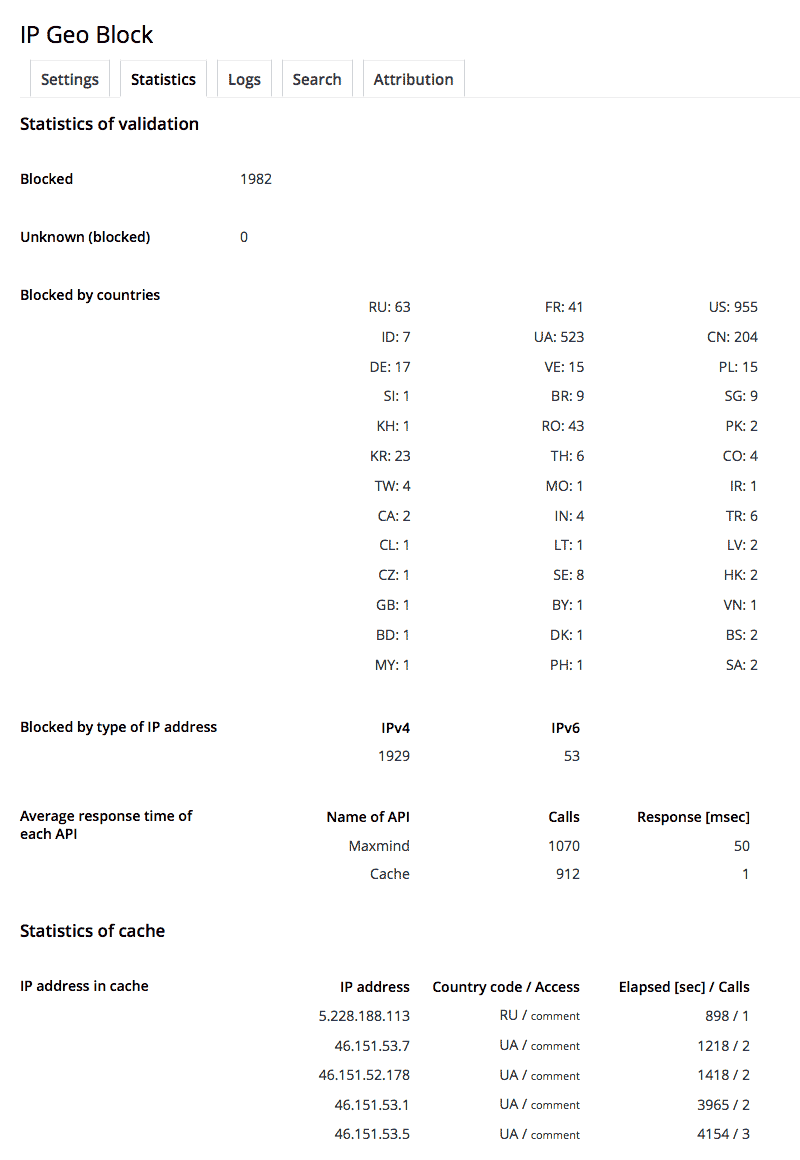 IP Geo Block
Settings Statistics Logs Search Attribution
Statistics of validation
Blocked 1982
Unknown (blocked) 0
Blocked by countries
RU: 63 FR: 41 US: 955
ID: 7 UA: 523 CN: 204
DE: 17 VE: 15 PL: 15
SI: 1 BR: 9 SG: 9
KH: 1 RO: 43 PK: 2
KR: 23 TH: 6 CO: 4
TW: 4 MO: 1 IR: 1
CA: 2 IN: 4 TR: 6
CL: 1 LT: 1 LV: 2
CZ: 1 SE: 8 HK: 2
GB: 1 BY: 1 VN: 1
BD: 1 DK: 1 BS: 2
MY: 1 PH: 1 SA: 2
Blocked by type of IP address IPv4 IPv6
1929 53
Average response time of
each API
Name of API Calls Response [msec]
Maxmind 1070 50
Cache 912 1
Statistics of cache
IP address in cache IP address Country code / Access Elapsed [sec] / Calls
5.228.188.113 RU / comment 898 / 1
46.151.53.7 UA / comment 1218 / 2
46.151.52.178 UA / comment 1418 / 2
46.151.53.1 UA / comment 3965 / 2
46.151.53.5 UA / comment 4154 / 3